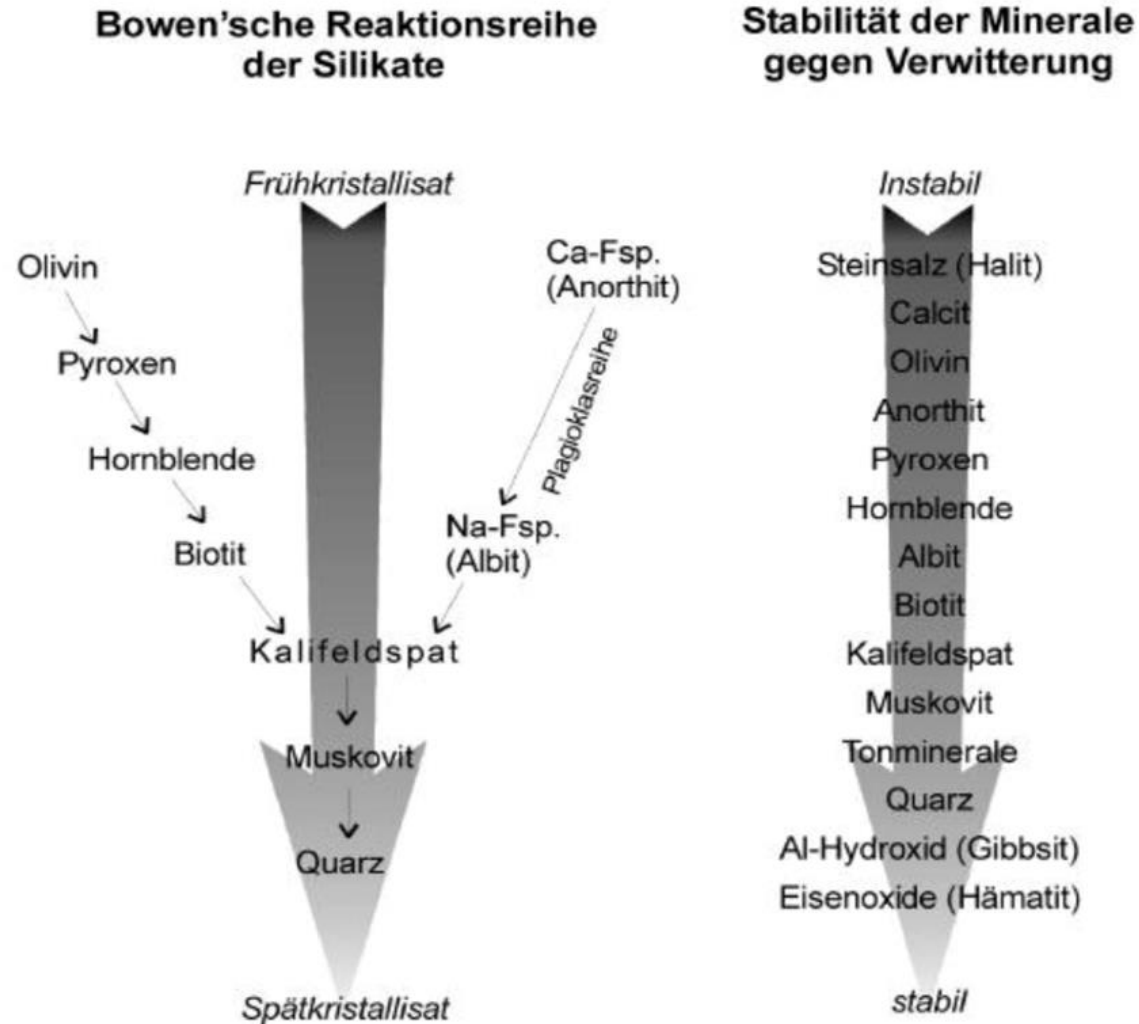 Bowen'sche Reaktionsreihe
der Silikate
Frühkristallisat
Olivin
Pyroxen
Hornblende
Biotit
Ca-Fsp.
(Anorthit)
Plagioklasreihe
Na-Fsp.
(Albit)
Kalifeldspat
Muskovit
Quarz
Spätkristallisat
Stabilität der Minerale
gegen Verwitterung
Instabil
Steinsalz (Halit)
Calcit
Olivin
Anorthit
Pyroxen
Hornblende
Albit
Biotit
Kalifeldspat
Muskovit
Tonminerale
Quarz
Al-Hydroxid (Gibbsit)
Eisenoxide (Hämatit)
stabil